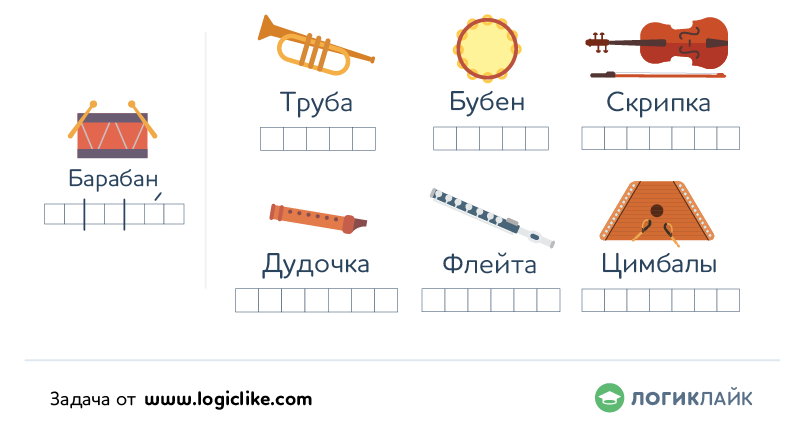 Барабан
Труба
Бубен
Скрипка
Дудочка
Флейта
Цимбалы
Задача от www.logiclike.com
ЛОГИКЛАЙК